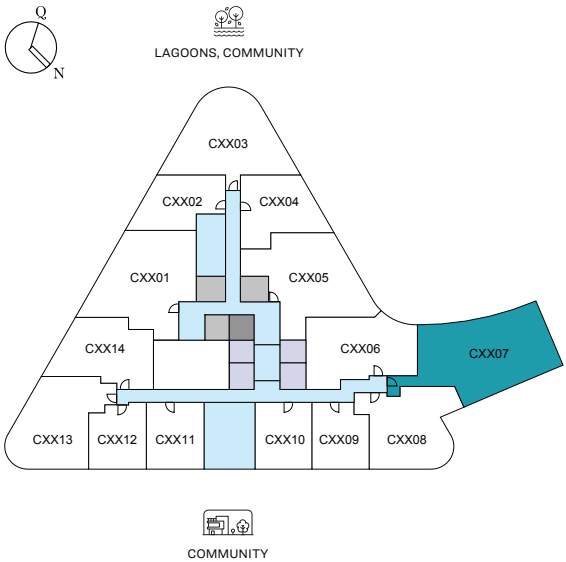 Q
N
LAGOONS, COMMUNITY
CXX03
CXX02
CXX04
CXX01
CXX05
CXX14
CXX06
CXX07
CXX13
CXX12
CXX11
CXX10
CXX09
CXX08
COMMUNITY